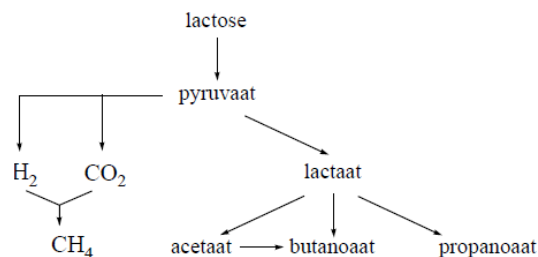 lactose
pyruvaat
H₂ CO₂ lactaat
CH₄ acetaat butanoaat propanoaat